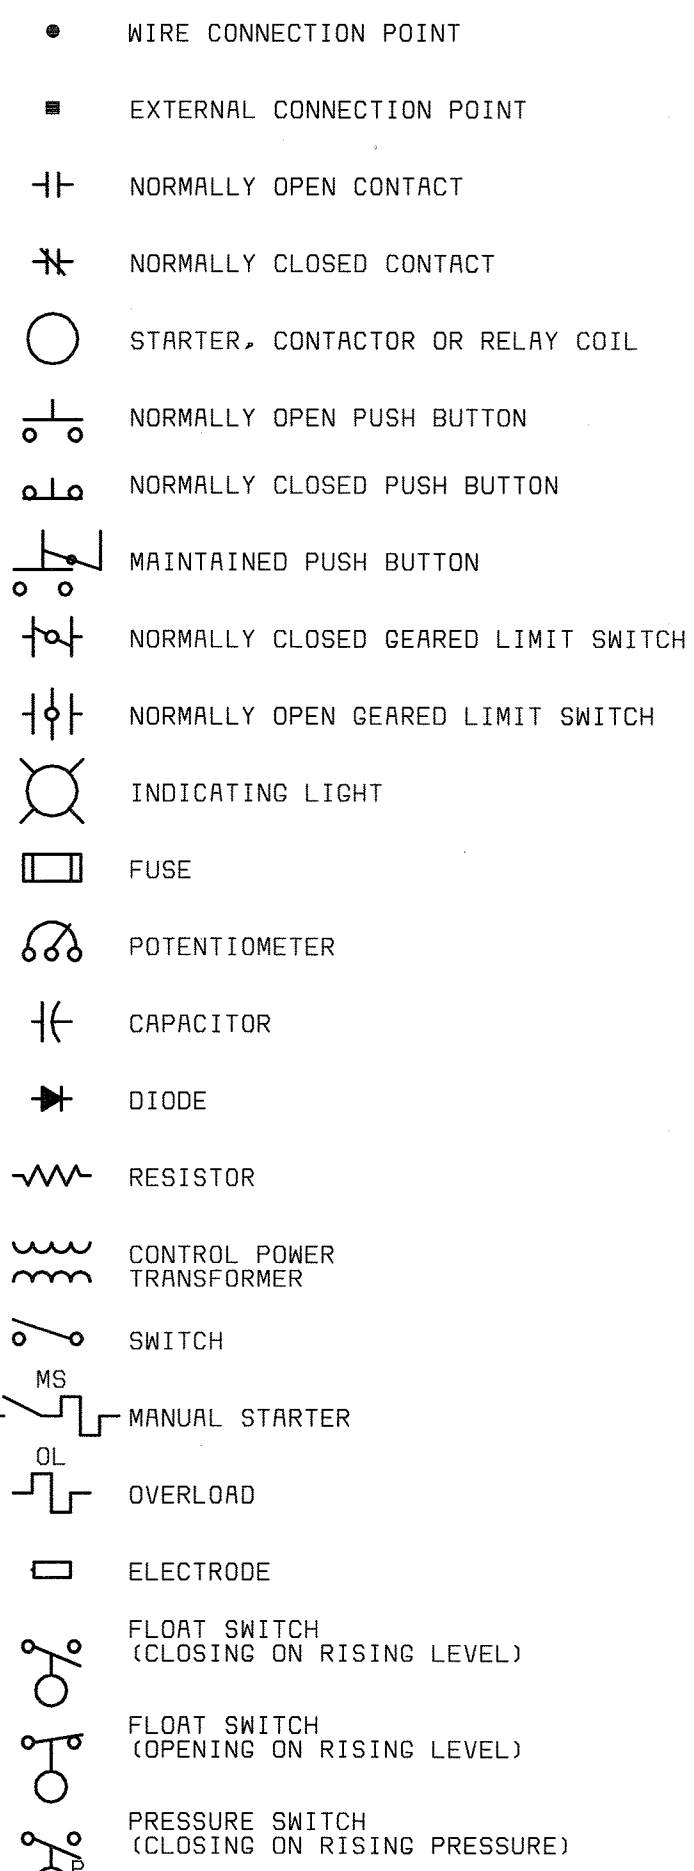 WIRE CONNECTION POINT
EXTERNAL CONNECTION POINT
NORMALLY OPEN CONTACT
NORMALLY CLOSED CONTACT
STARTER, CONTACTOR OR RELAY COIL
NORMALLY OPEN PUSH BUTTON
NORMALLY CLOSED PUSH BUTTON
MAINTAINED PUSH BUTTON
NORMALLY CLOSED GEARED LIMIT SWITCH
NORMALLY OPEN GEARED LIMIT SWITCH
INDICATING LIGHT
FUSE
POTENTIOMETER
CAPACITOR
DIODE
RESISTOR
CONTROL POWER
TRANSFORMER
SWITCH
MS
MANUAL STARTER
OL
OVERLOAD
ELECTRODE
FLOAT SWITCH
(CLOSING ON RISING LEVEL)
FLOAT SWITCH
(OPENING ON RISING LEVEL)
PRESSURE SWITCH
(CLOSING ON RISING PRESSURE)
P